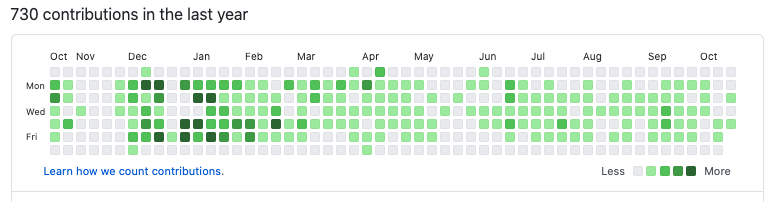 730 contributions in the last year
Oct Nov Dec Jan Feb Mar Apr May Jun Jul Aug Sep Oct
Mon
Wed
Fri
Learn how we count contributions.
Less More